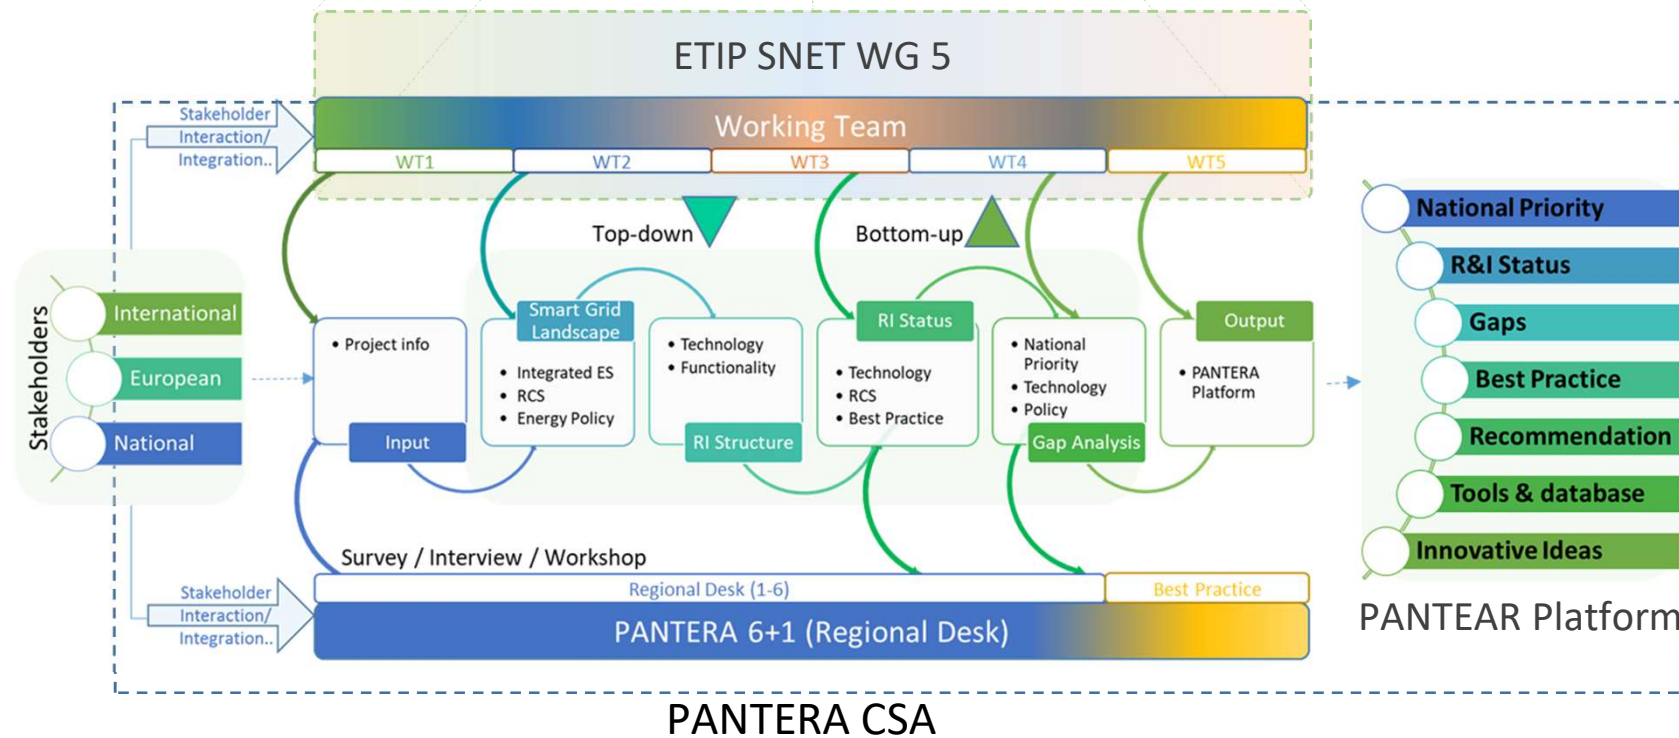 ETIP SNET WG 5
Stakeholder
Interaction/
Integration..
Working Team
WT1
WT2
WT3
WT4
WT5
Top-down
Bottom-up
Stakeholders
International
European
National
• Project info
Input
Smart Grid
Landscape
• Integrated ES
• RCS
• Energy Policy
• Technology
• Functionality
RI Structure
RI Status
• Technology
• RCS
• Best Practice
• National
Priority
• Technology
• Policy
Gap Analysis
Output
• PANTERA
Platform
National Priority
R&I Status
Gaps
Best Practice
Recommendation
Tools & database
Innovative Ideas
PANTEAR Platform
Survey / Interview / Workshop
Stakeholder
Interaction/
Integration..
Regional Desk (1-6)
Best Practice
PANTERA 6+1 (Regional Desk)
PANTERA CSA